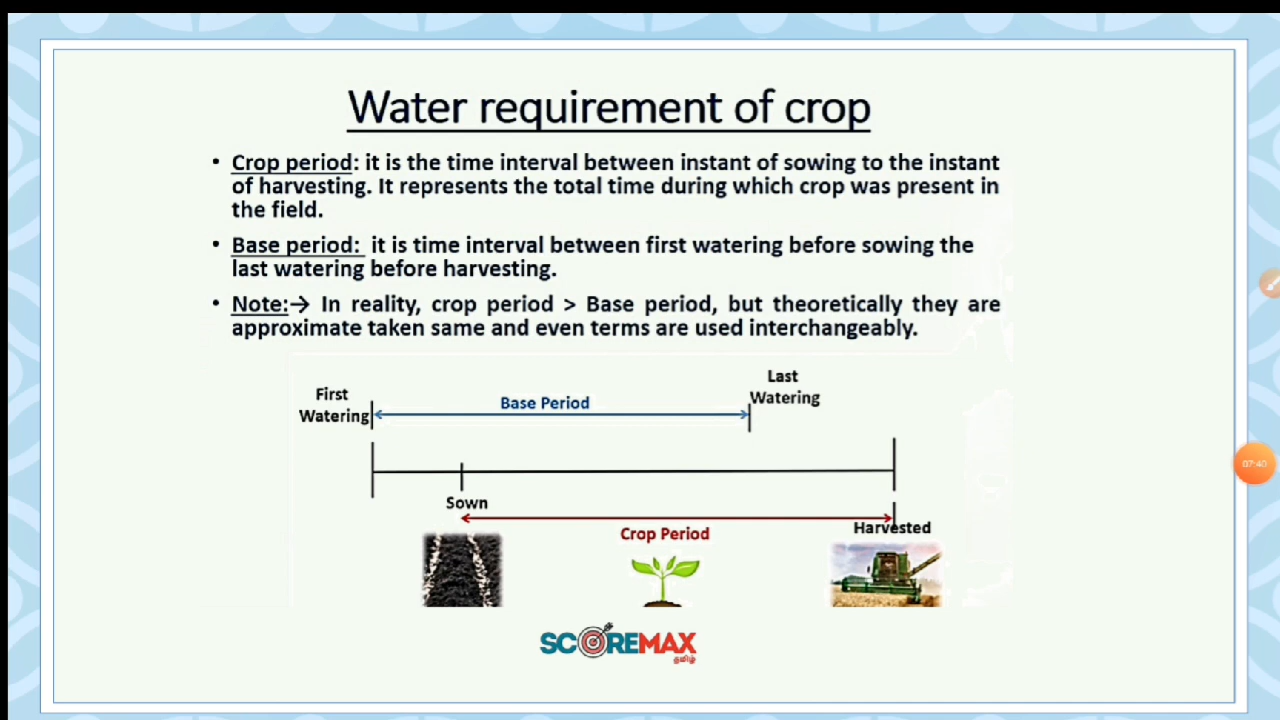 Water requirement of crop
• Crop period: it is the time interval between instant of sowing to the instant
of harvesting. It represents the total time during which crop was present in
the field.
• Base period: it is time interval between first watering before sowing the
last watering before harvesting.
• Note:→ In reality, crop period > Base period, but theoretically they are
approximate taken same and even terms are used interchangeably.
First
Watering
Base Period
Last
Watering
Sown
Crop Period
Harvested
07:40
SCOREMAX
தமிழ்